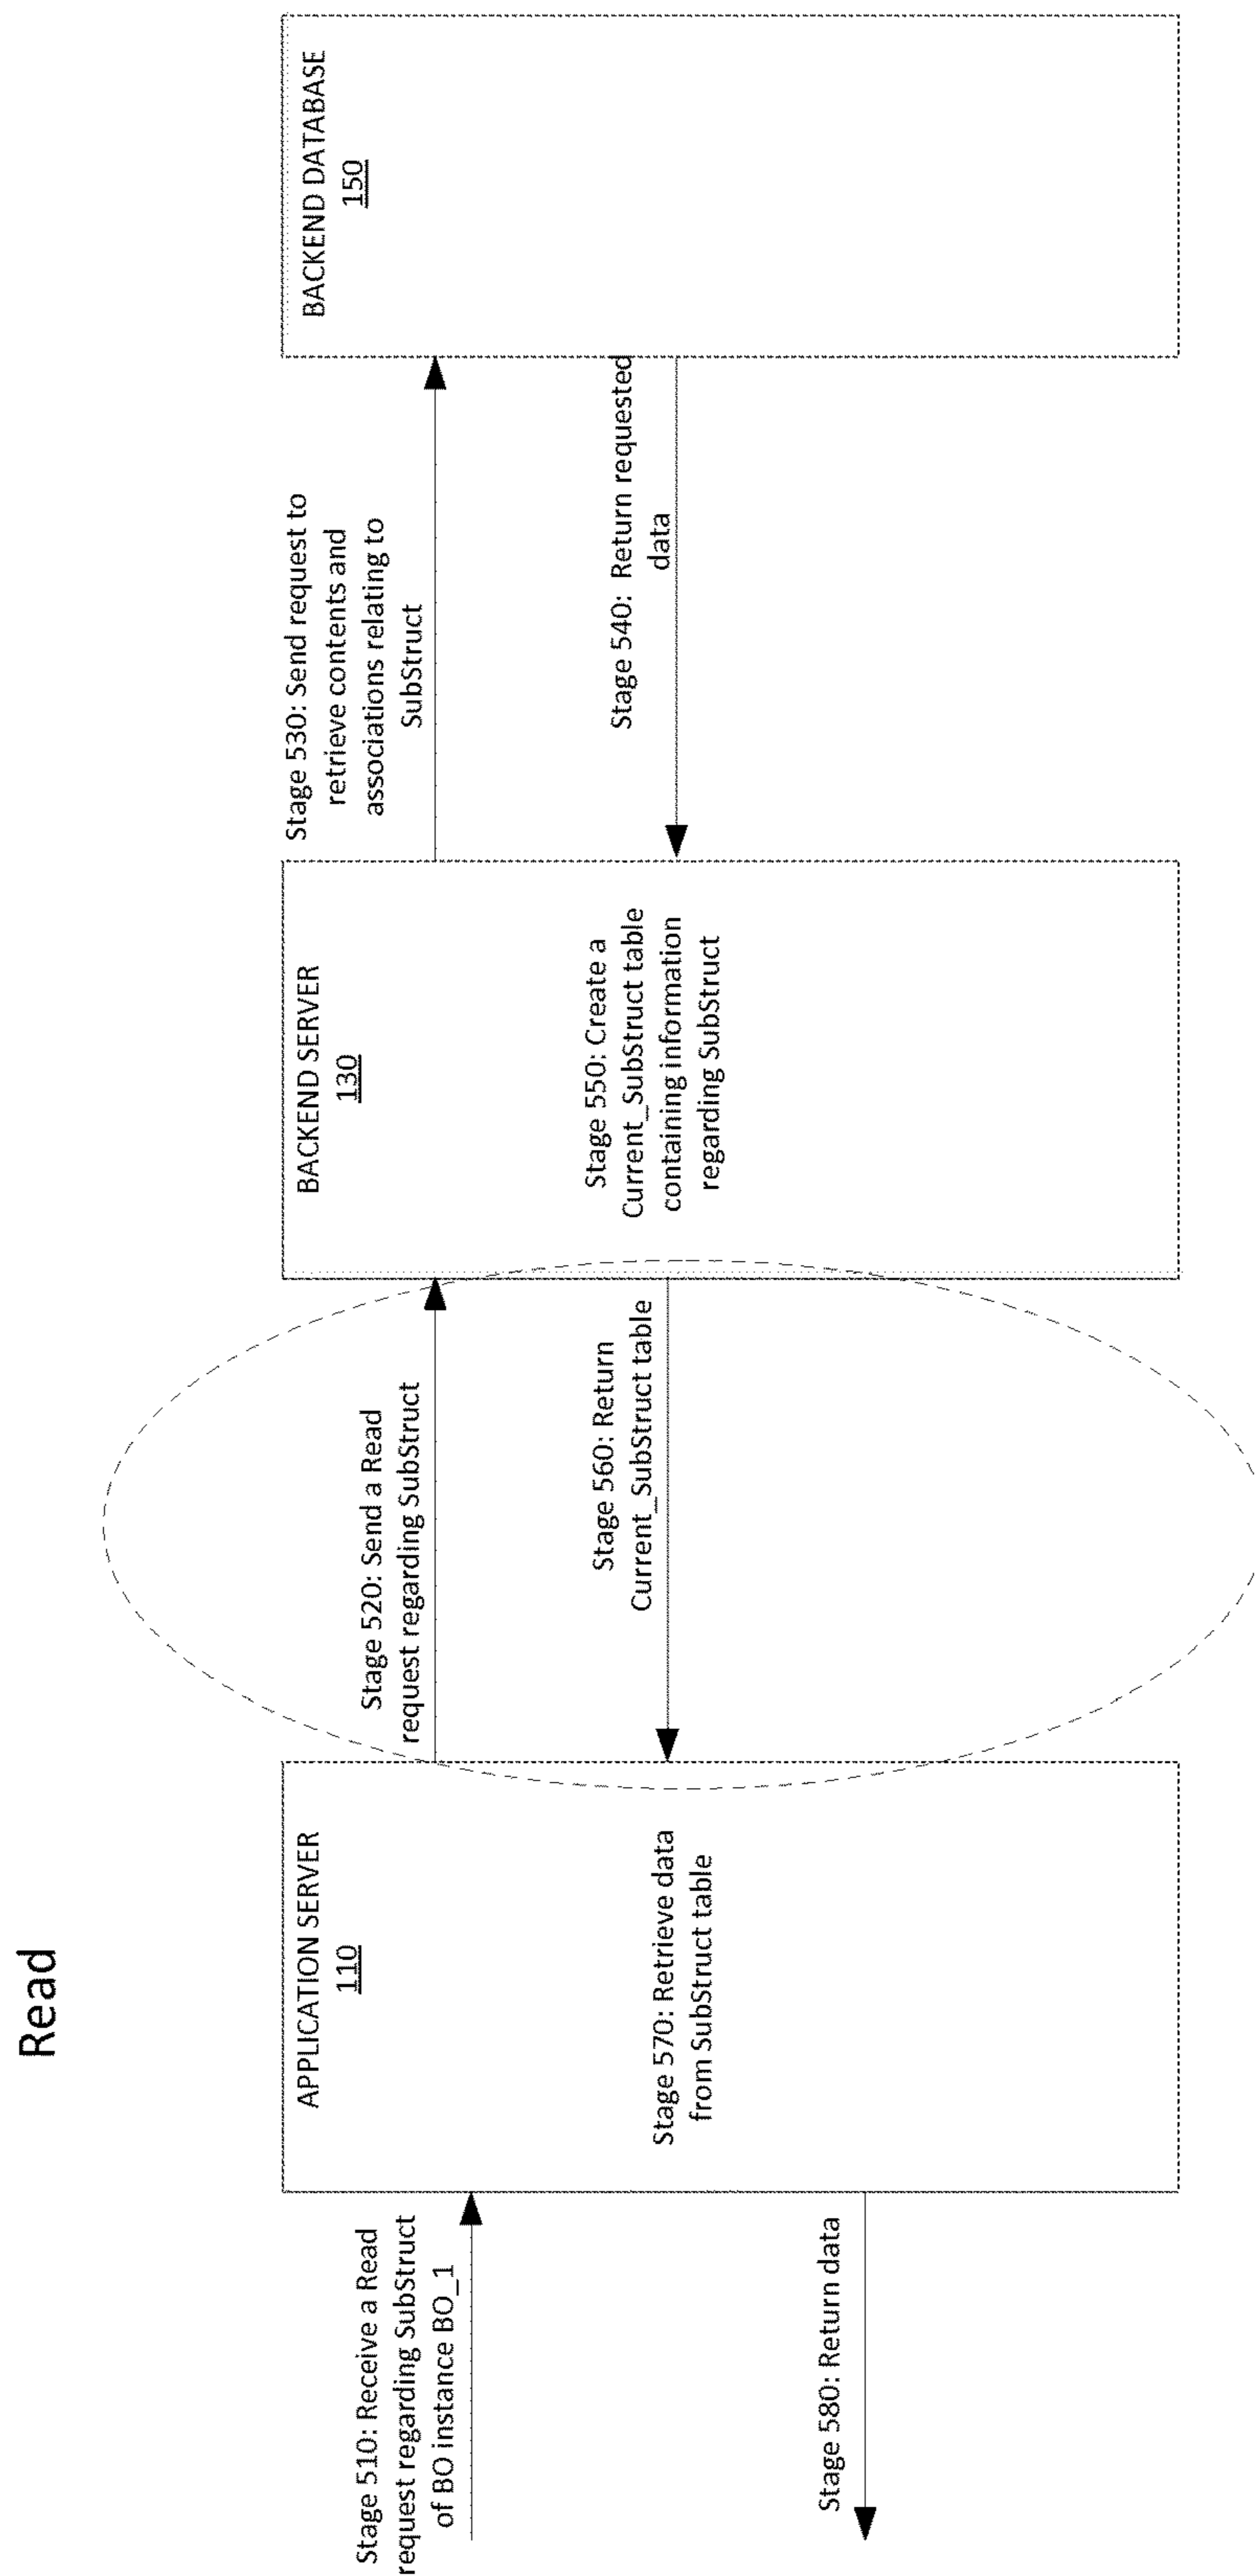 Read
Stage 510: Receive a Read
request regarding SubStruct
of BO instance BO_1
Stage 580: Return data
APPLICATION SERVER
110
Stage 570: Retrieve data
from SubStruct table
Stage 520: Send a Read
request regarding SubStruct
Stage 560: Return
Current_SubStruct table
BACKEND SERVER
130
Stage 550: Create a
Current_SubStruct table
containing information
regarding SubStruct
Stage 530: Send request to
retrieve contents and
associations relating to
SubStruct
Stage 540: Return requested
data
BACKEND DATABASE
150